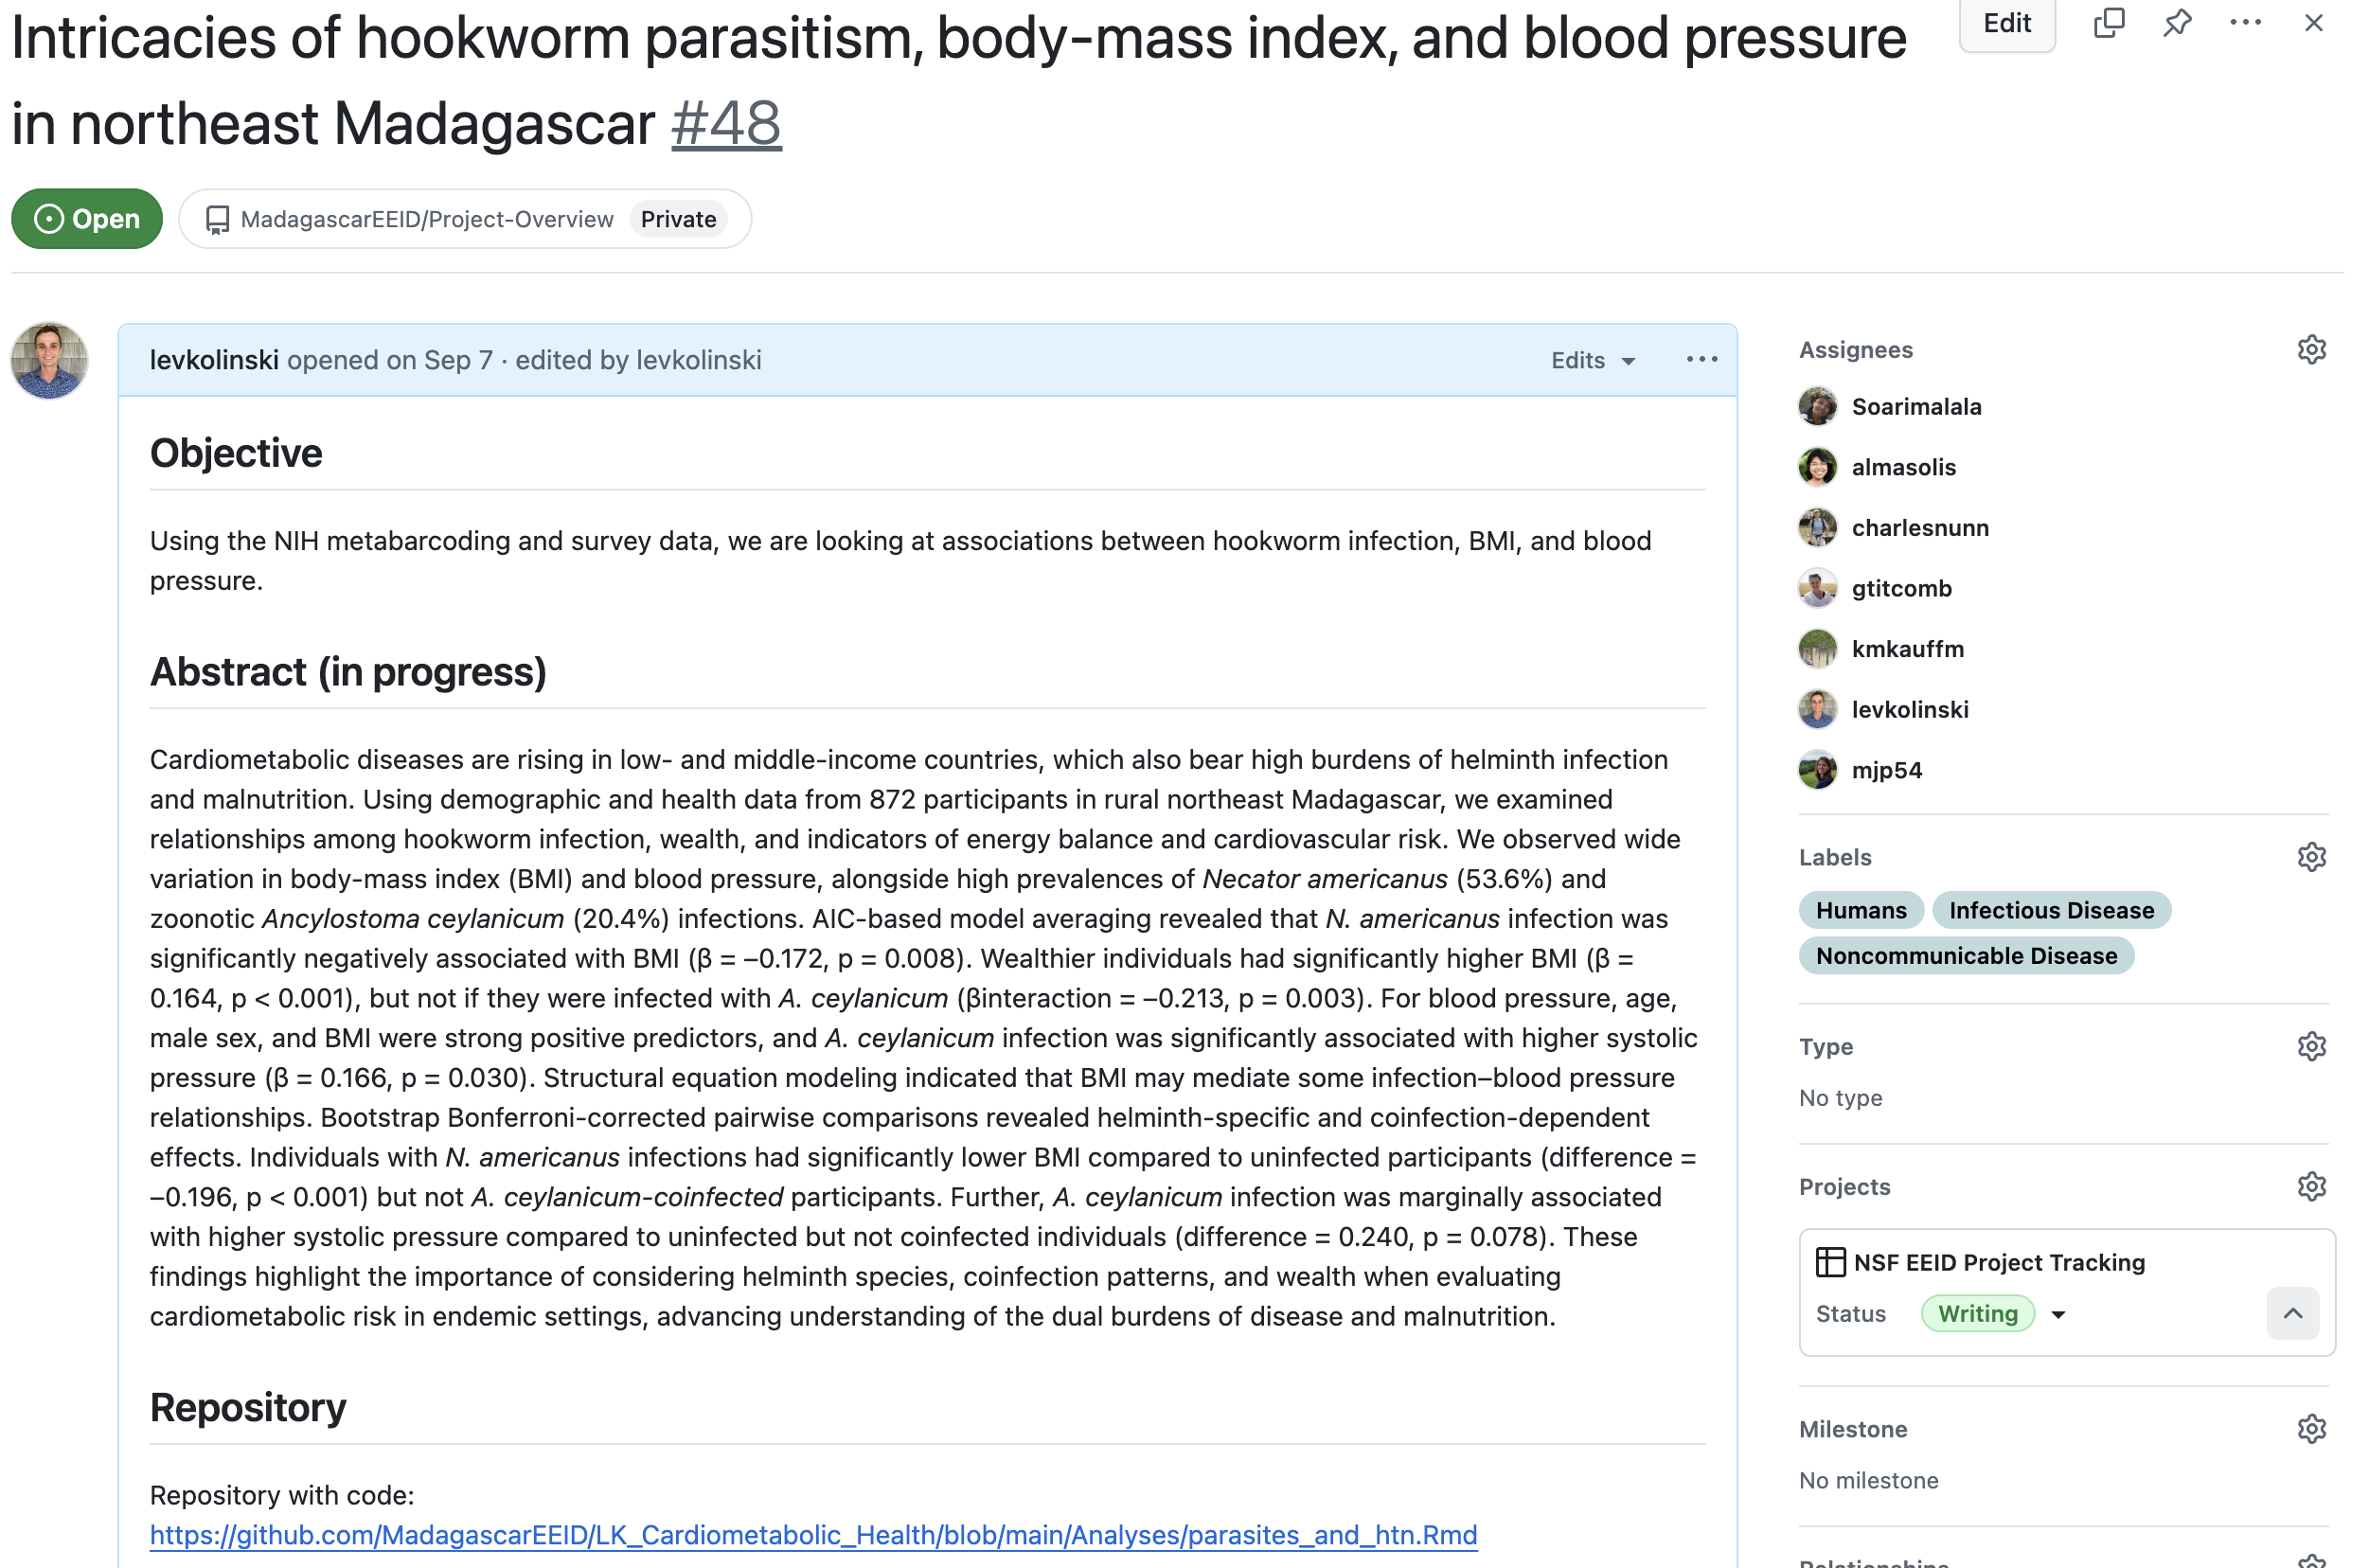 Intricacies of hookworm parasitism, body-mass index, and blood pressure
in northeast Madagascar #48
Edit
Open
MadagascarEEID/Project-Overview Private
levkolinski opened on Sep 7 · edited by levkolinski
Edits
Objective
Using the NIH metabarcoding and survey data, we are looking at associations between hookworm infection, BMI, and blood
pressure.
Abstract (in progress)
Cardiometabolic diseases are rising in low- and middle-income countries, which also bear high burdens of helminth infection
and malnutrition. Using demographic and health data from 872 participants in rural northeast Madagascar, we examined
relationships among hookworm infection, wealth, and indicators of energy balance and cardiovascular risk. We observed wide
variation in body-mass index (BMI) and blood pressure, alongside high prevalences of Necator americanus (53.6%) and
zoonotic Ancylostoma ceylanicum (20.4%) infections. AIC-based model averaging revealed that N. americanus infection was
significantly negatively associated with BMI (β = –0.172, p = 0.008). Wealthier individuals had significantly higher BMI (β =
0.164, p < 0.001), but not if they were infected with A. ceylanicum (βinteraction = –0.213, p = 0.003). For blood pressure, age,
male sex, and BMI were strong positive predictors, and A. ceylanicum infection was significantly associated with higher systolic
pressure (β = 0.166, p = 0.030). Structural equation modeling indicated that BMI may mediate some infection–blood pressure
relationships. Bootstrap Bonferroni-corrected pairwise comparisons revealed helminth-specific and coinfection-dependent
effects. Individuals with N. americanus infections had significantly lower BMI compared to uninfected participants (difference =
–0.196, p < 0.001) but not A. ceylanicum-coinfected participants. Further, A. ceylanicum infection was marginally associated
with higher systolic pressure compared to uninfected but not coinfected individuals (difference = 0.240, p = 0.078). These
findings highlight the importance of considering helminth species, coinfection patterns, and wealth when evaluating
cardiometabolic risk in endemic settings, advancing understanding of the dual burdens of disease and malnutrition.
Repository
Repository with code:
https://github.com/MadagascarEEID/LK_Cardiometabolic_Health/blob/main/Analyses/parasites_and_htn.Rmd
Assignees
Soarimalala
almasolis
charlesnunn
gtitcomb
kmkauffm
levkolinski
mjp54
Labels
Humans Infectious Disease
Noncommunicable Disease
Type
No type
Projects
NSF EEID Project Tracking
Status Writing
Milestone
No milestone
Relationships